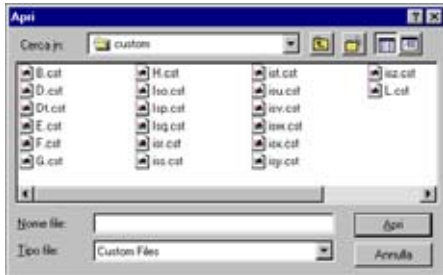 Apri
Cerca in: custom
B.cst H.cst ist.cst isz.cst
D.cst Iso.cst isu.cst L.cst
Dt.cst Isp.cst isv.cst
E.cst Isq.cst isw.cst
F.cst isr.cst isx.cst
G.cst iss.cst isy.cst
Nome file: Apri
Tipo file: Custom Files Annulla